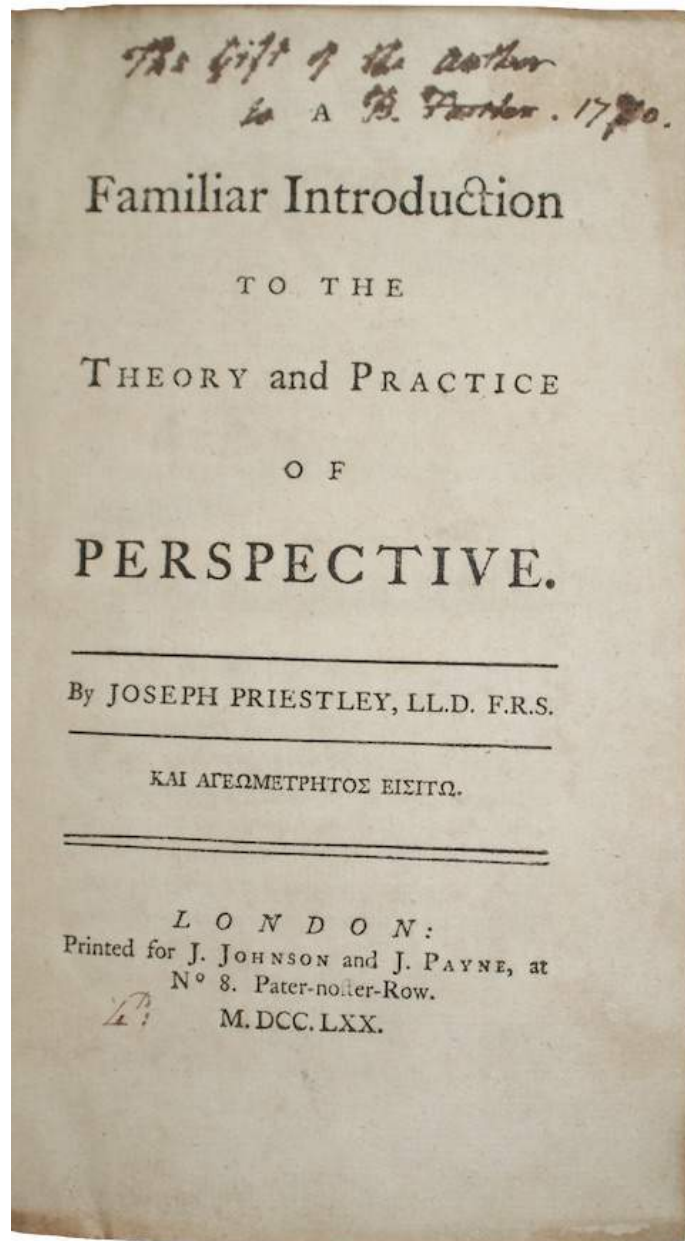 The Gift of the Author
to A B. 1770.
Familiar Introduction
TO THE
THEORY and PRACTICE
OF
PERSPECTIVE.
By JOSEPH PRIESTLEY, LL.D. F.R.S.
ΚΑΙ ΑΓΕΩΜΕΤΡΗΤΟΣ ΕΙΣΙΤΩ.
LONDON:
Printed for J. JOHNSON and J. PAYNE, at
Nº 8. Pater-noster-Row.
M.DCC.LXX.